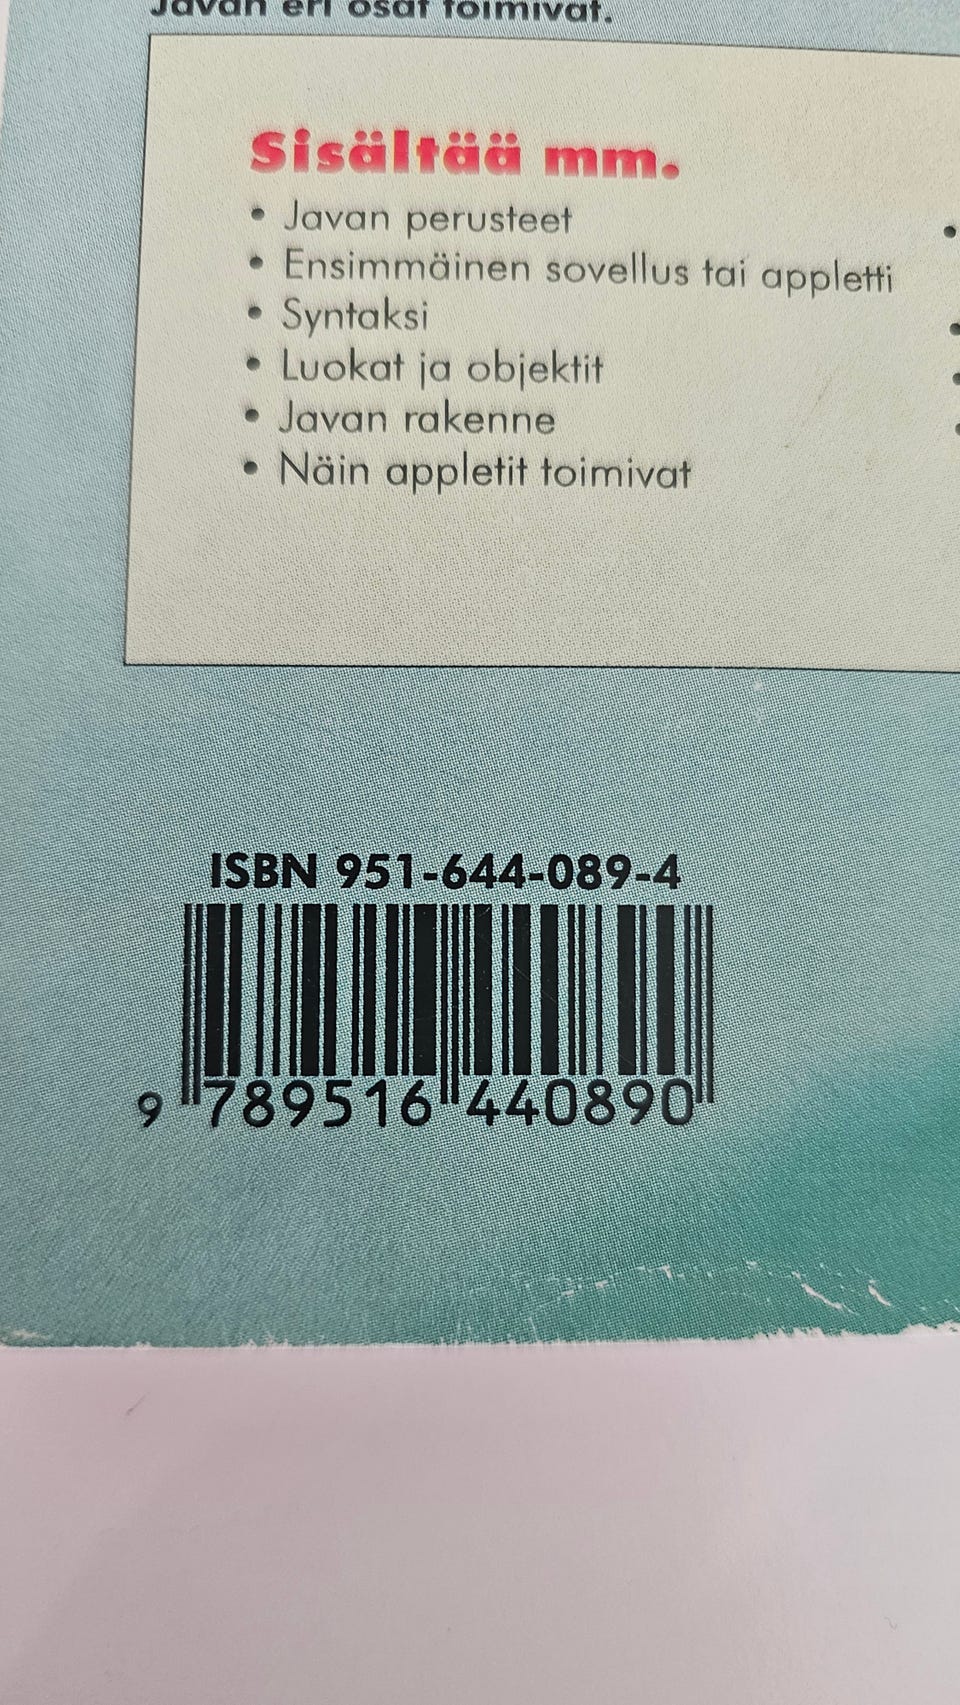 Javan eri osat toimivat.
Sisältää mm.
• Javan perusteet
• Ensimmäinen sovellus tai appletti
• Syntaksi
• Luokat ja objektit
• Javan rakenne
• Näin appletit toimivat
ISBN 951-644-089-4
9 789516 440890